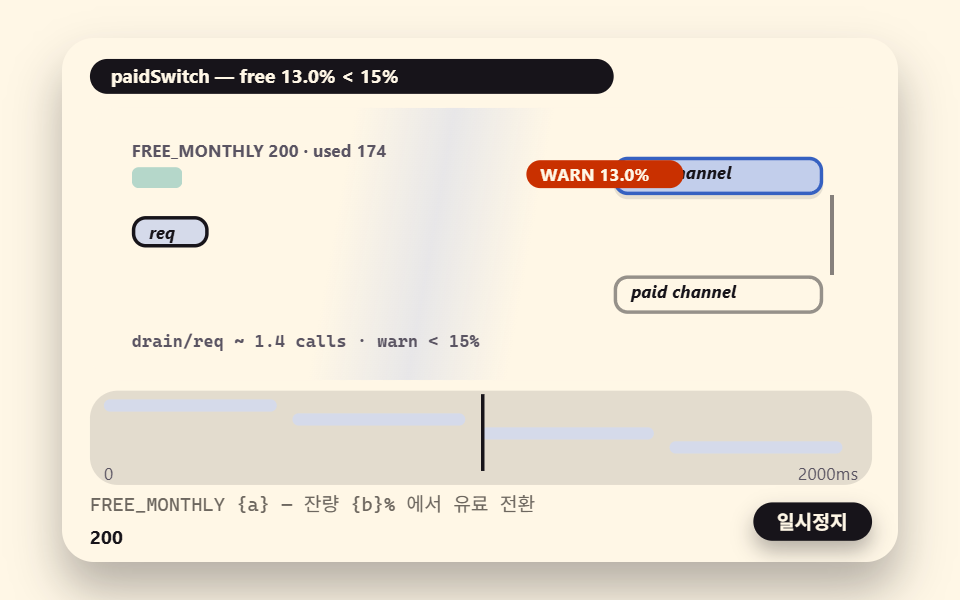 paidSwitch — free 13.0% < 15%
FREE_MONTHLY 200 · used 174
WARN 13.0%
req
paid channel
drain/req ~ 1.4 calls · warn < 15%
0
2000ms
FREE_MONTHLY {a} — 잔량 {b}% 에서 유료 전환
200
일시정지